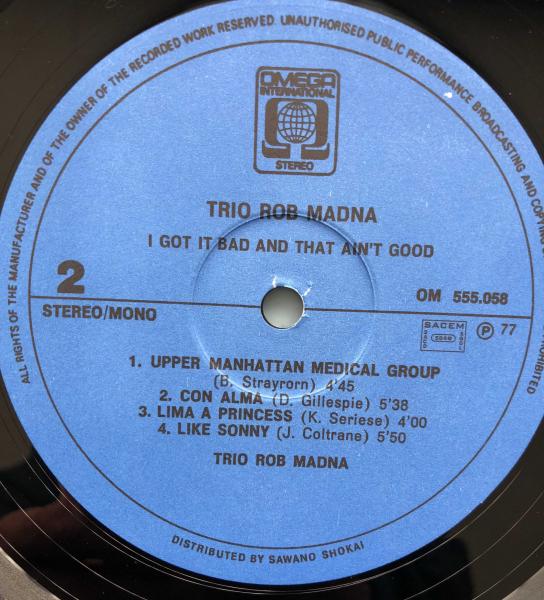 ALL RIGHTS OF THE MANUFACTURER AND OF THE OWNER OF THE RECORDED WORK RESERVED. UNAUTHORISED PUBLIC PERFORMANCE BROADCASTING AND COPYING PROHIBITED
OMEGA
INTERNATIONAL
STEREO
TRIO ROB MADNA
I GOT IT BAD AND THAT AIN'T GOOD
2
OM 555.058
STEREO/MONO
SACEM
Ⓟ 77
1. UPPER MANHATTAN MEDICAL GROUP
(B. Strayrorn) 4'45
2. CON ALMA (D. Gillespie) 5'38
3. LIMA A PRINCESS (K. Seriese) 4'00
4. LIKE SONNY (J. Coltrane) 5'50
TRIO ROB MADNA
DISTRIBUTED BY SAWANO SHOKAI